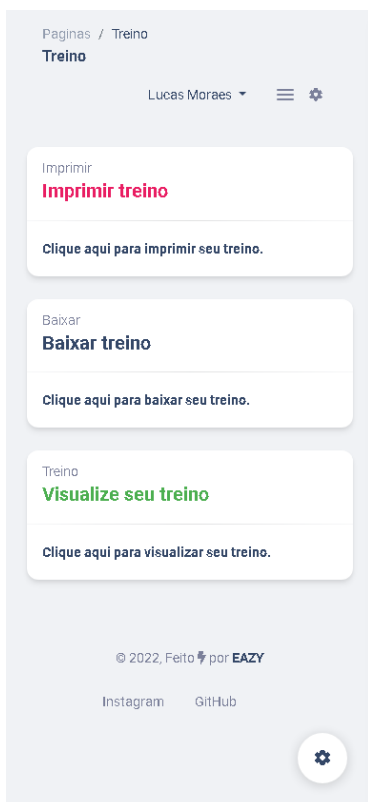 Paginas / Treino
Treino
Lucas Moraes
Imprimir
Imprimir treino
Clique aqui para imprimir seu treino.
Baixar
Baixar treino
Clique aqui para baixar seu treino.
Treino
Visualize seu treino
Clique aqui para visualizar seu treino.
© 2022, Feito por EAZY
Instagram GitHub